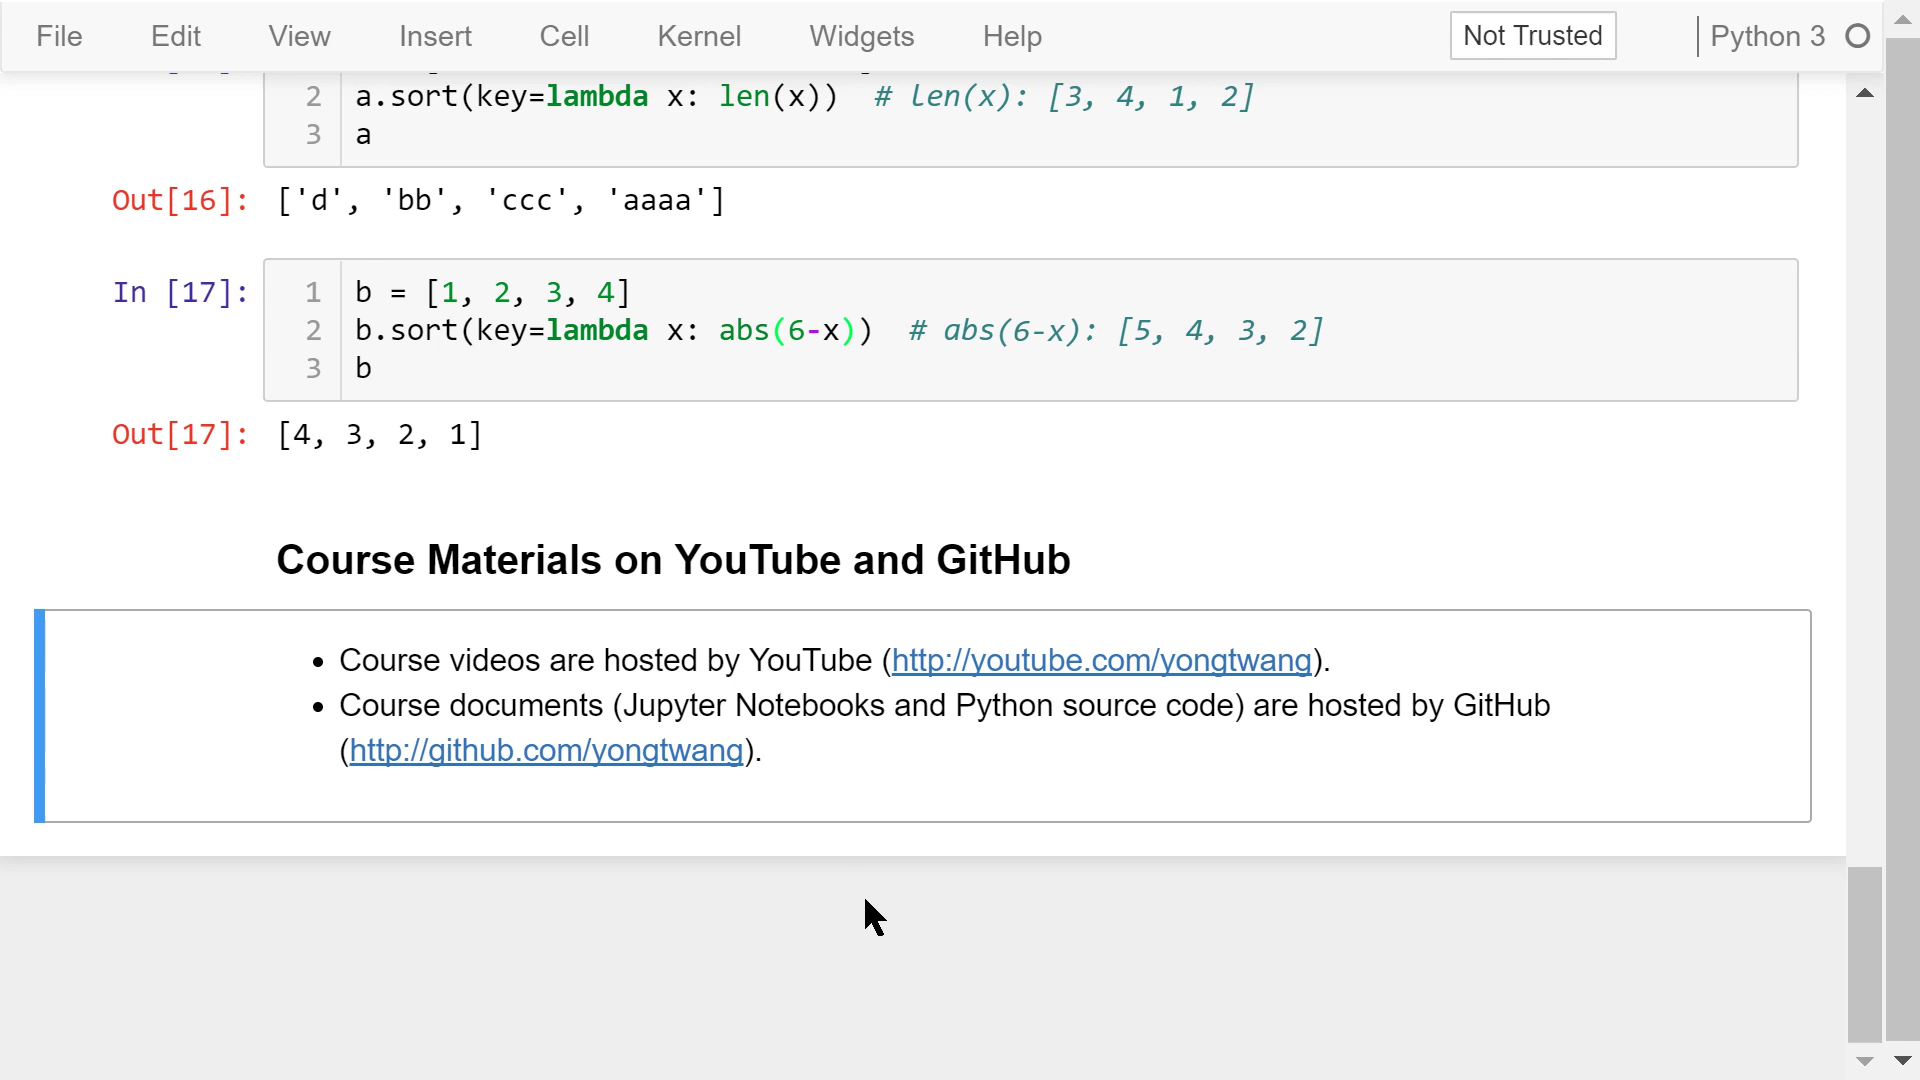 File Edit View Insert Cell Kernel Widgets Help Not Trusted Python 3
2 a.sort(key=lambda x: len(x))  # len(x): [3, 4, 1, 2]
3 a
Out[16]: ['d', 'bb', 'ccc', 'aaaa']
In [17]: 1 b = [1, 2, 3, 4]
2 b.sort(key=lambda x: abs(6-x))  # abs(6-x): [5, 4, 3, 2]
3 b
Out[17]: [4, 3, 2, 1]
Course Materials on YouTube and GitHub
• Course videos are hosted by YouTube (http://youtube.com/yongtwang).
• Course documents (Jupyter Notebooks and Python source code) are hosted by GitHub
(http://github.com/yongtwang).